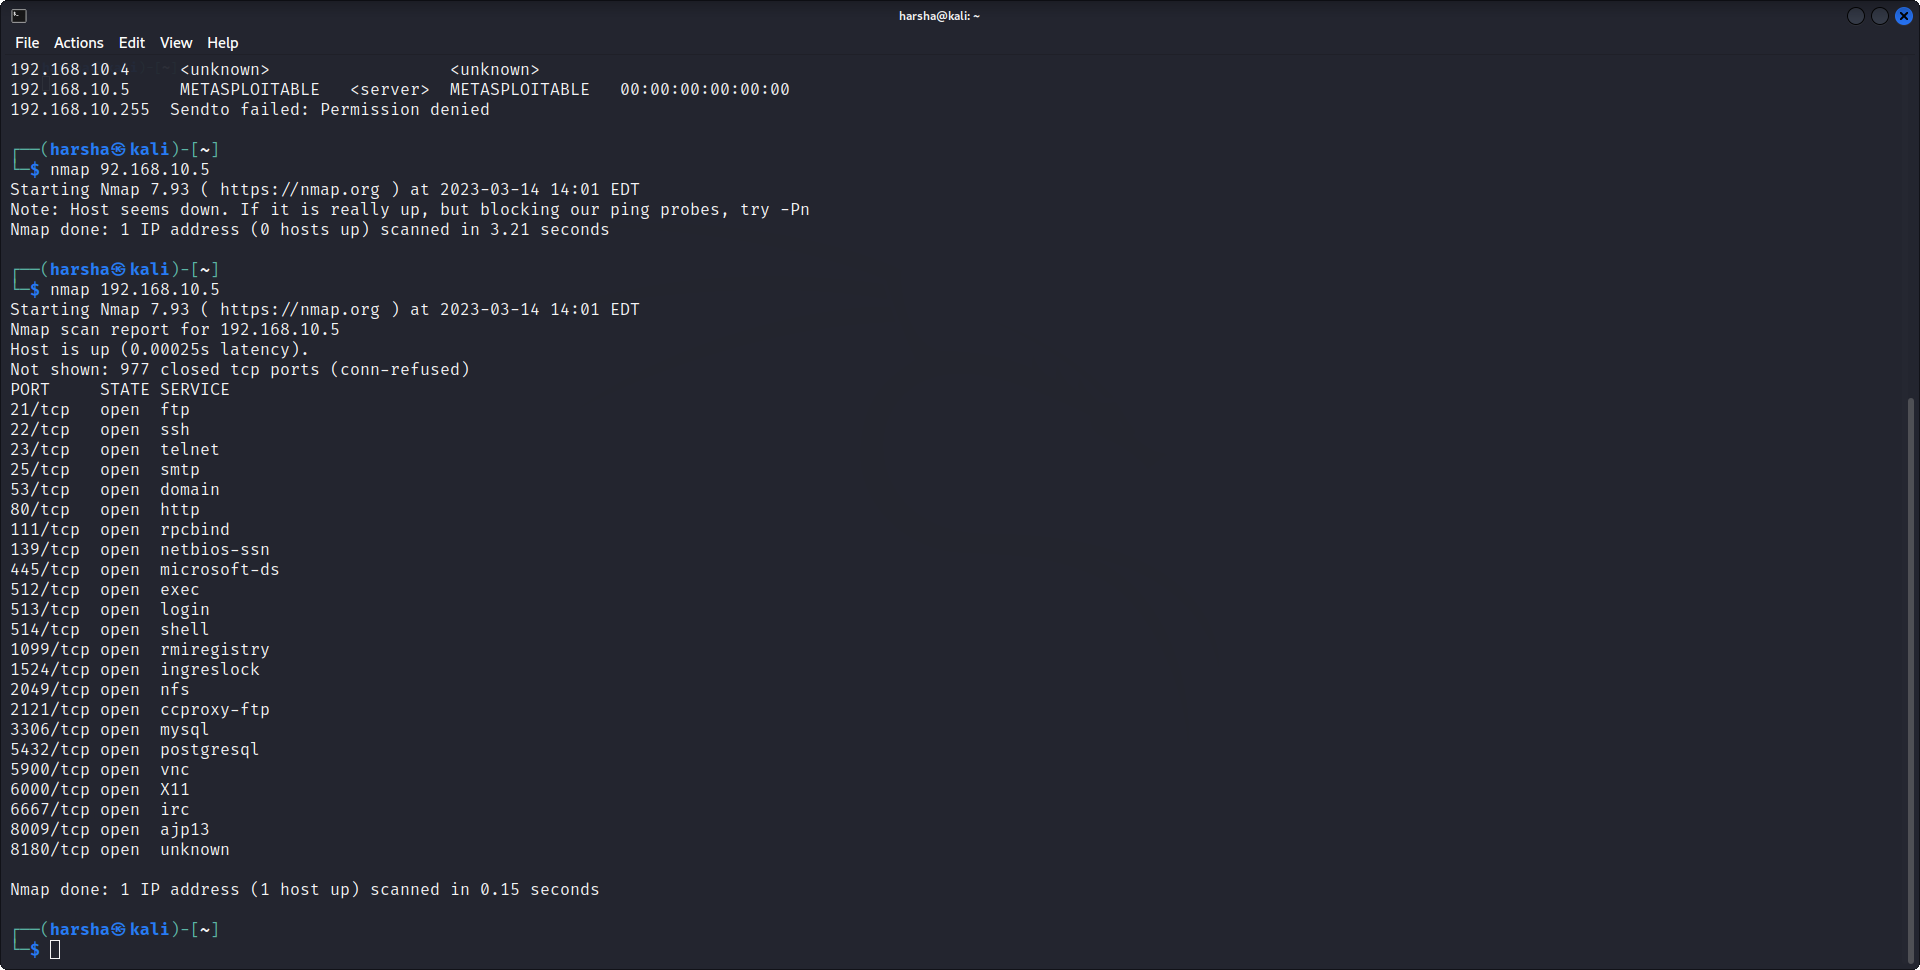 harsha@kali: ~
File Actions Edit View Help
192.168.10.4     <unknown>                  <unknown>
192.168.10.5     METASPLOITABLE   <server>  METASPLOITABLE   00:00:00:00:00:00
192.168.10.255  Sendto failed: Permission denied
┌──(harsha㉿kali)-[~]
└─$ nmap 92.168.10.5
Starting Nmap 7.93 ( https://nmap.org ) at 2023-03-14 14:01 EDT
Note: Host seems down. If it is really up, but blocking our ping probes, try -Pn
Nmap done: 1 IP address (0 hosts up) scanned in 3.21 seconds
┌──(harsha㉿kali)-[~]
└─$ nmap 192.168.10.5
Starting Nmap 7.93 ( https://nmap.org ) at 2023-03-14 14:01 EDT
Nmap scan report for 192.168.10.5
Host is up (0.00025s latency).
Not shown: 977 closed tcp ports (conn-refused)
PORT     STATE SERVICE
21/tcp   open  ftp
22/tcp   open  ssh
23/tcp   open  telnet
25/tcp   open  smtp
53/tcp   open  domain
80/tcp   open  http
111/tcp  open  rpcbind
139/tcp  open  netbios-ssn
445/tcp  open  microsoft-ds
512/tcp  open  exec
513/tcp  open  login
514/tcp  open  shell
1099/tcp open  rmiregistry
1524/tcp open  ingreslock
2049/tcp open  nfs
2121/tcp open  ccproxy-ftp
3306/tcp open  mysql
5432/tcp open  postgresql
5900/tcp open  vnc
6000/tcp open  X11
6667/tcp open  irc
8009/tcp open  ajp13
8180/tcp open  unknown
Nmap done: 1 IP address (1 host up) scanned in 0.15 seconds
┌──(harsha㉿kali)-[~]
└─$